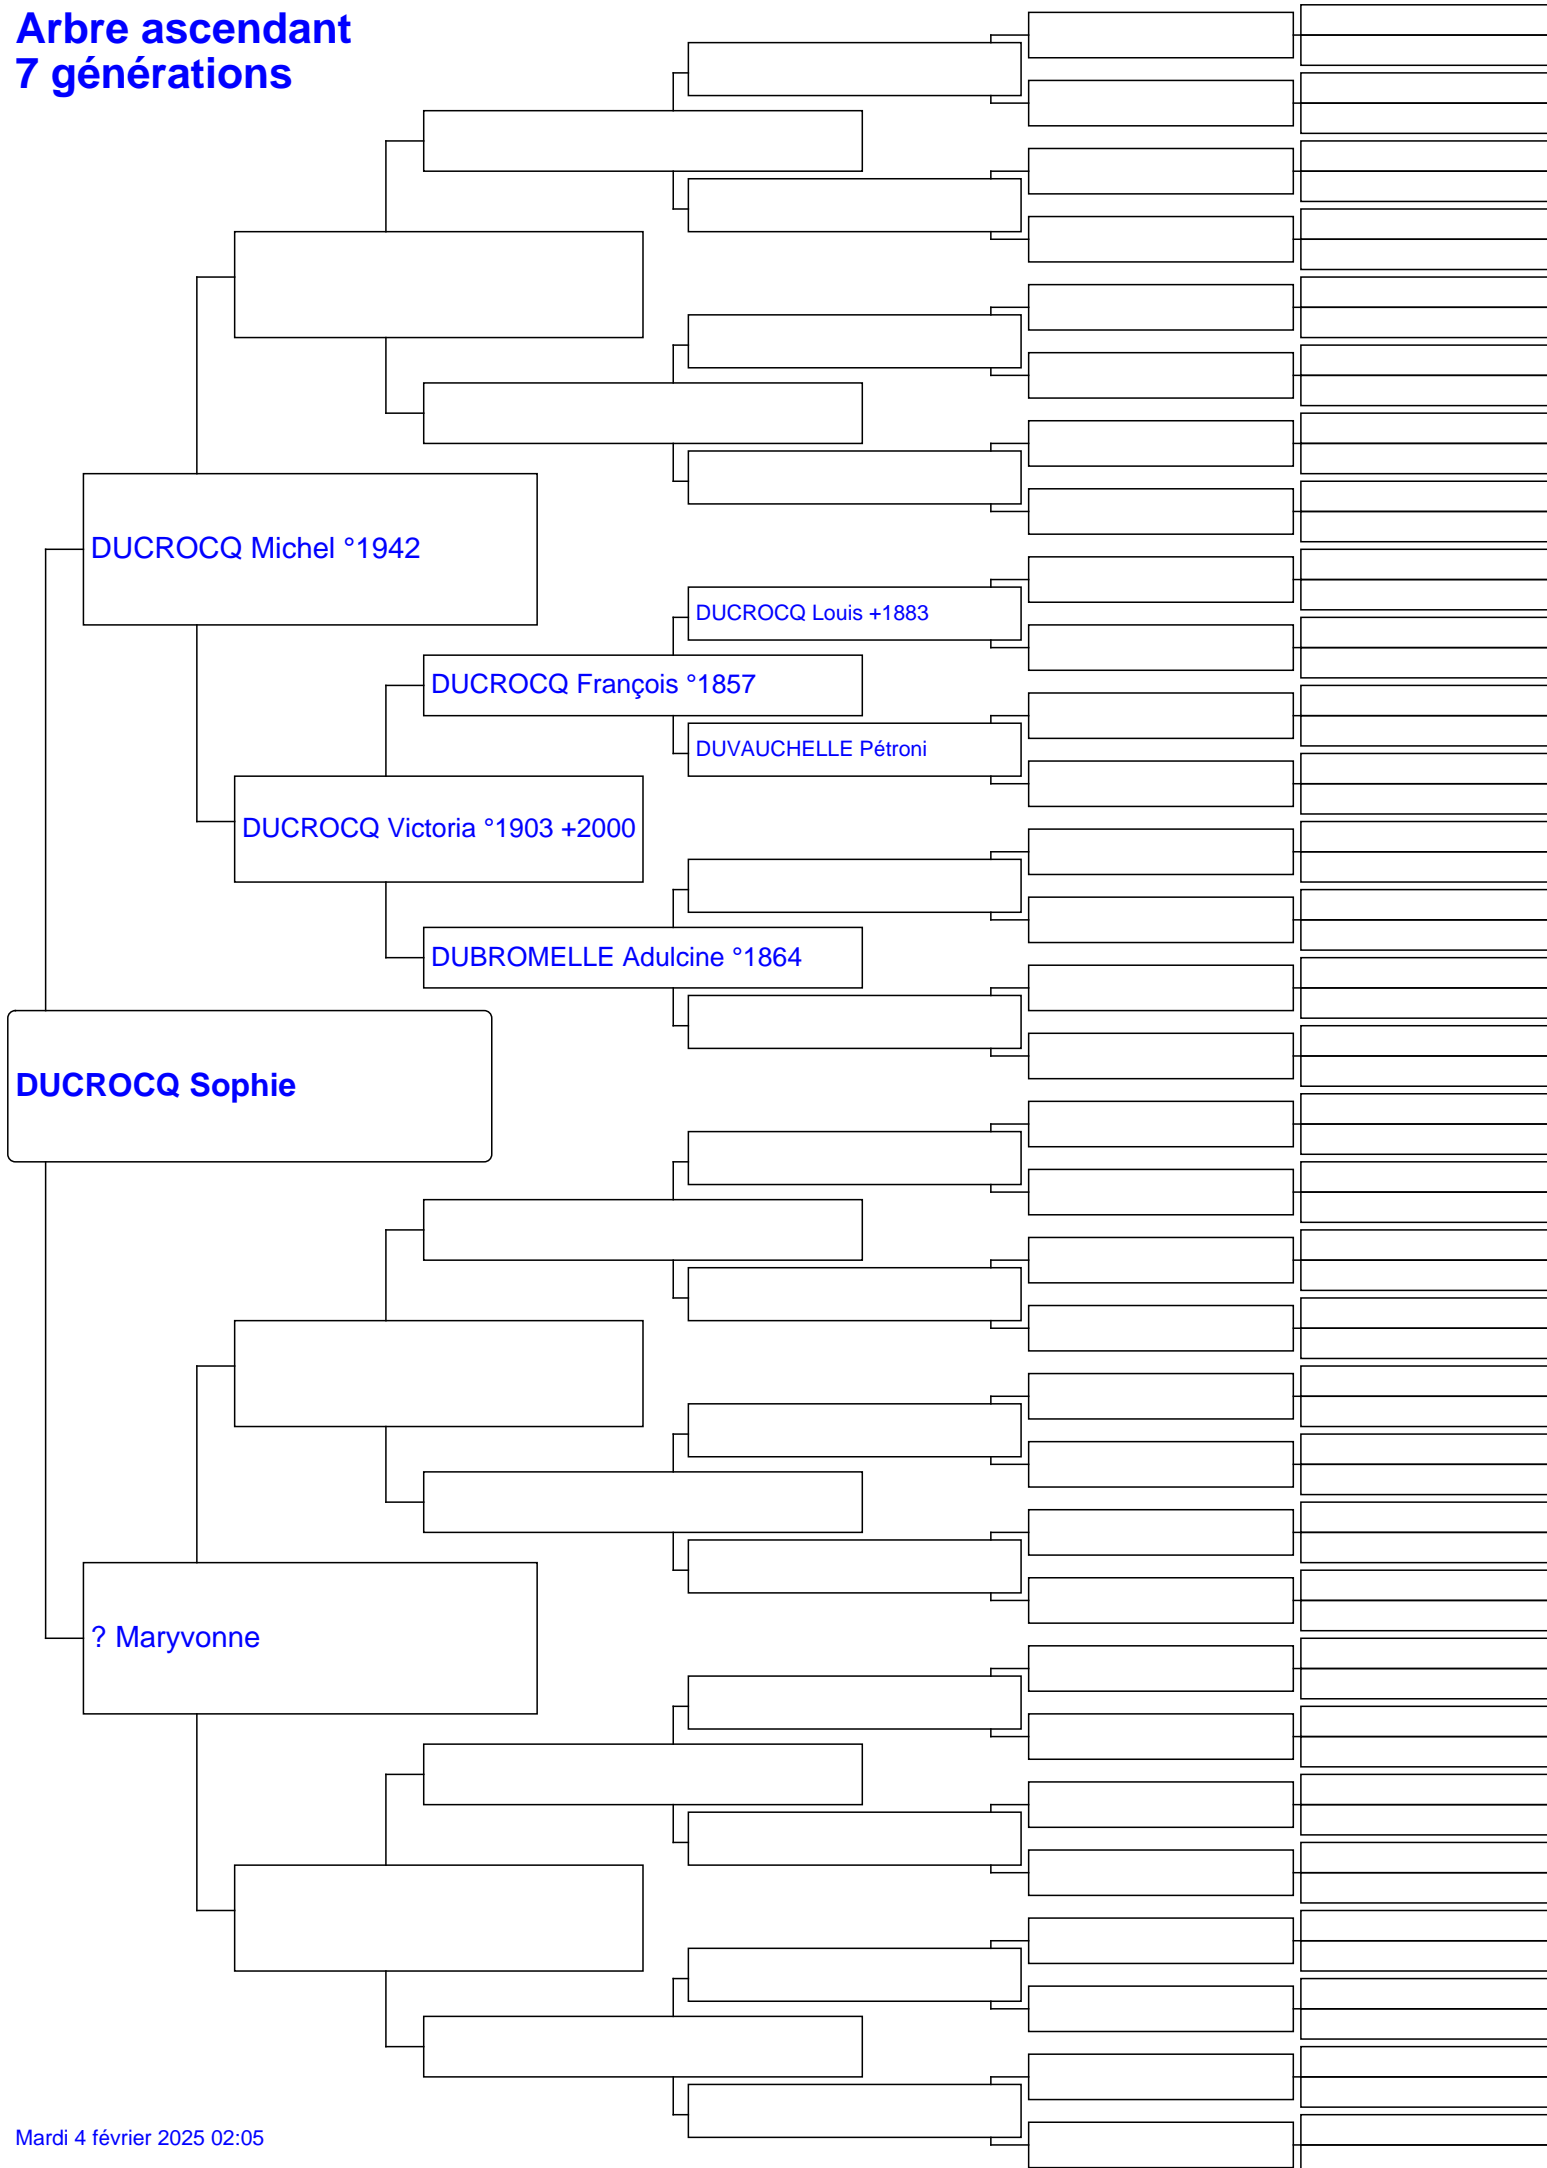 Arbre ascendant
7 générations
DUCROCQ Michel °1942
DUCROCQ Louis +1883
DUCROCQ François °1857
DUVAUCHELLE Pétroni
DUCROCQ Victoria °1903 +2000
DUBROMELLE Adulcine °1864
DUCROCQ Sophie
? Maryvonne
Mardi 4 février 2025 02:05